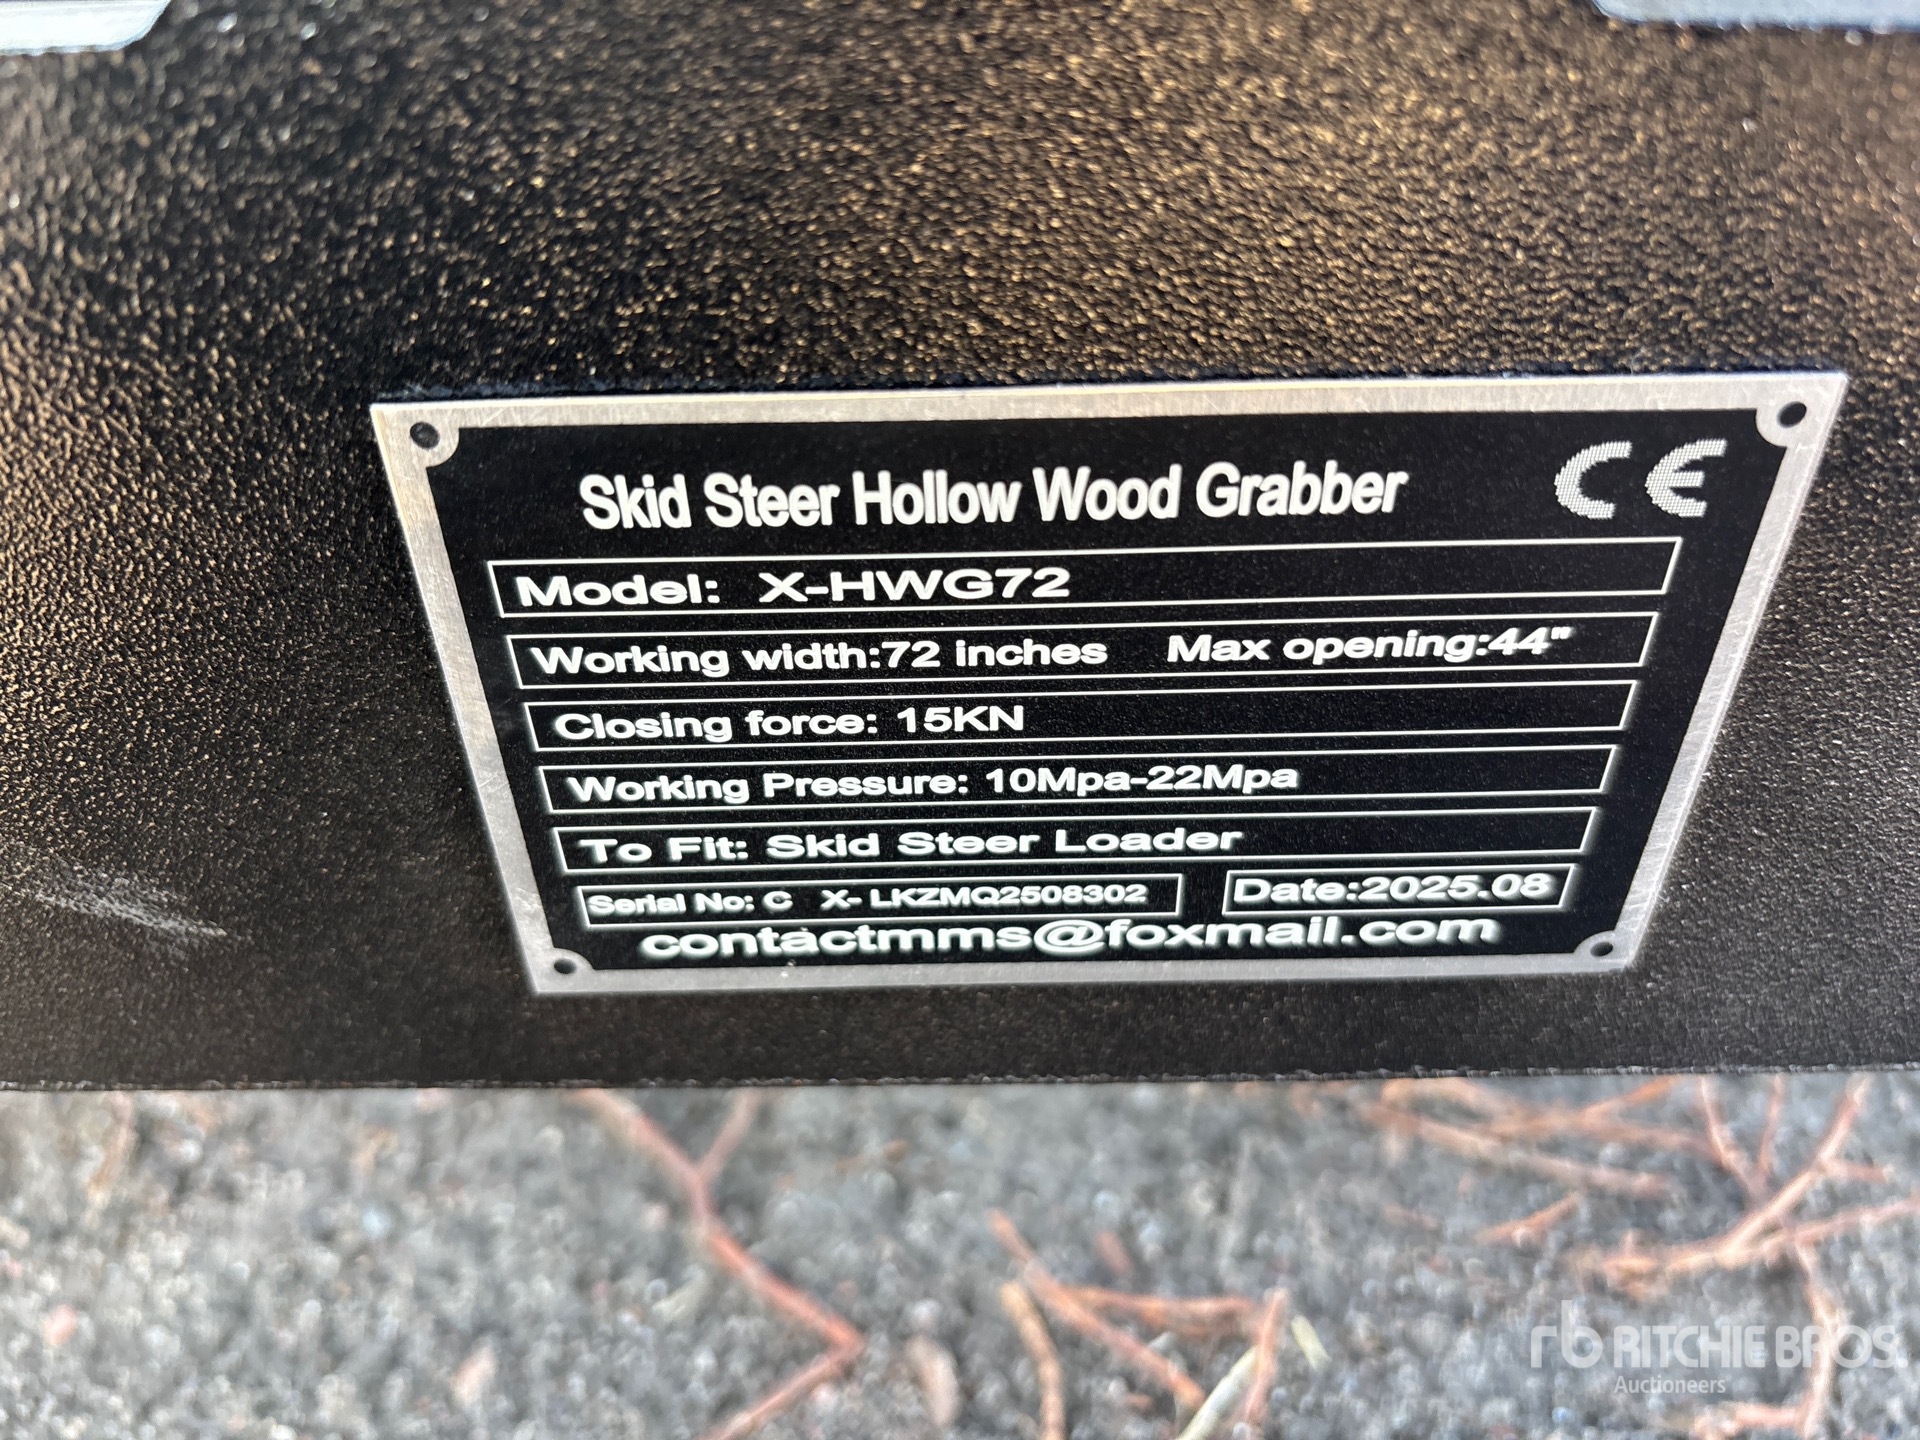 CE
Skid Steer Hollow Wood Grabber
Model: X-HWG72
Working width:72 inches Max opening:44"
Closing force: 15KN
Working Pressure: 10Mpa-22Mpa
To Fit: Skid Steer Loader
Serial No: C X- LKZMQ2508302 Date:2025.08
contactmms@foxmail.com
rb RITCHIE BROS.
Auctioneers